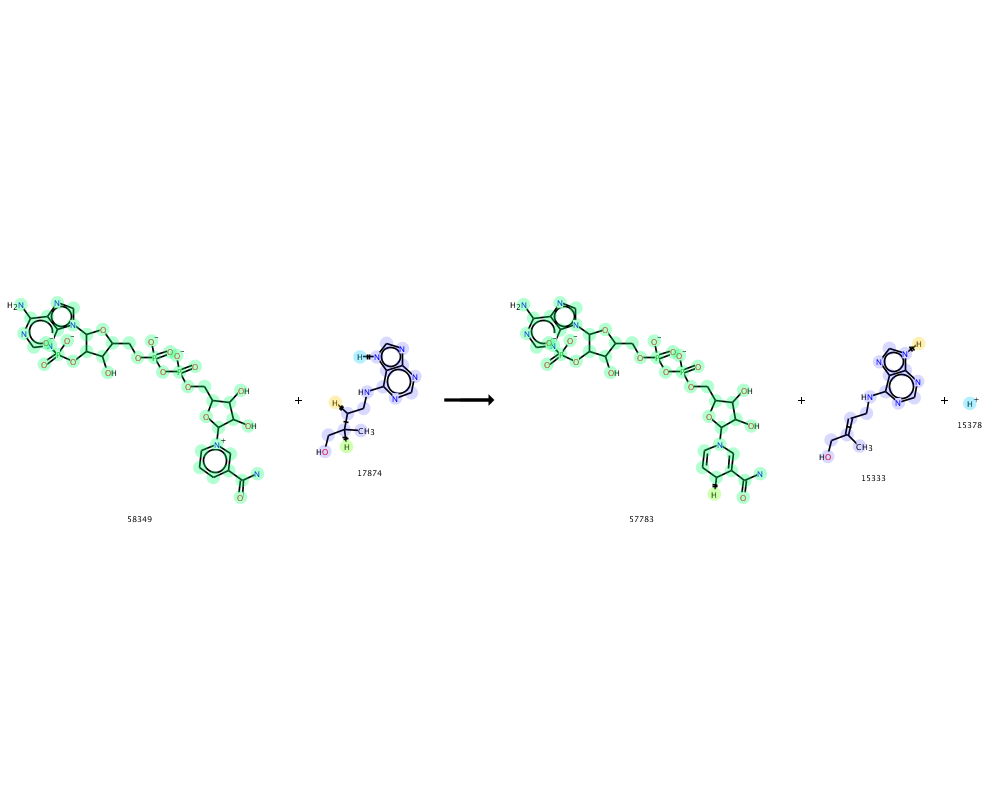 H₂N N N N N O O⁻ O⁻ P O O OH O⁻ O⁻ P O P O O O OH O OH N⁺ N O
58349
+
H N N N N HN H CH3 HO H
17874
H₂N N N N N O O⁻ O⁻ P O O OH O⁻ O⁻ P O P O O O OH O OH N N H O
57783
+
H N N N N HN CH3 HO
15333
+
H⁺
15378